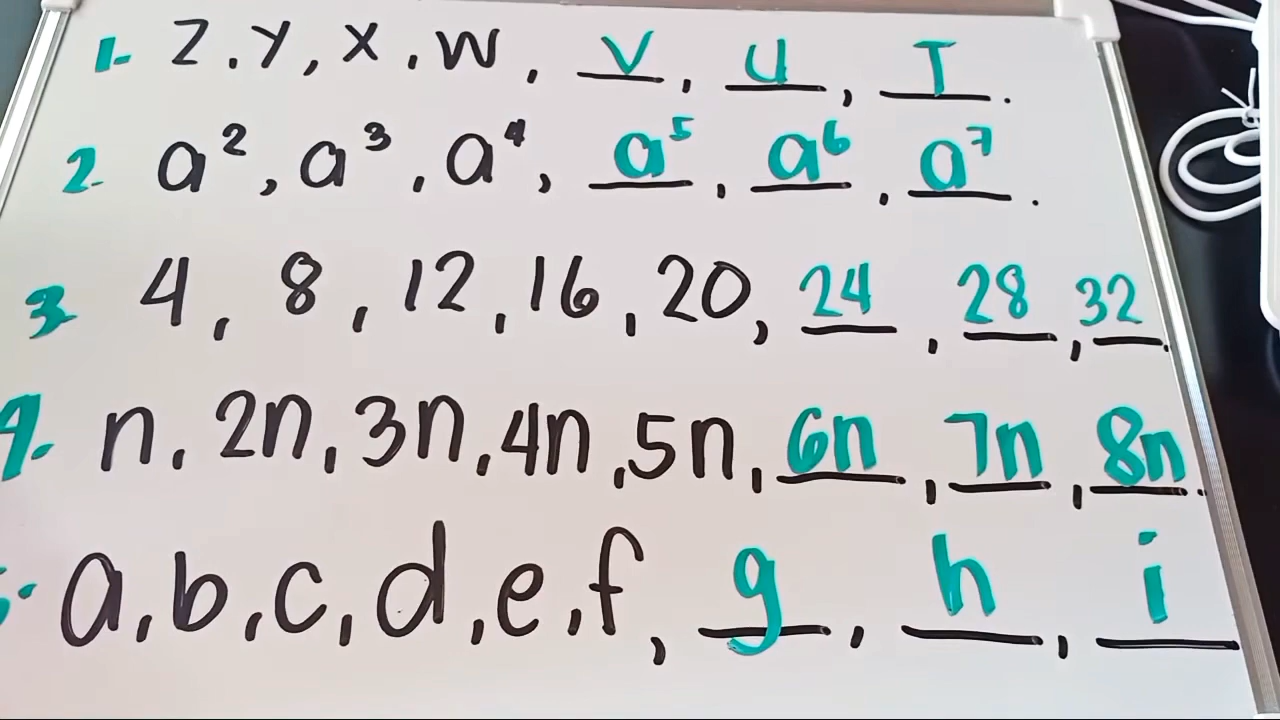 1. Z, Y, X, W, V, U, T.
2. a², a³, a⁴, a⁵, a⁶, a⁷.
3. 4, 8, 12, 16, 20, 24, 28, 32.
4. n, 2n, 3n, 4n, 5n, 6n, 7n, 8n.
5. a, b, c, d, e, f, g, h, i